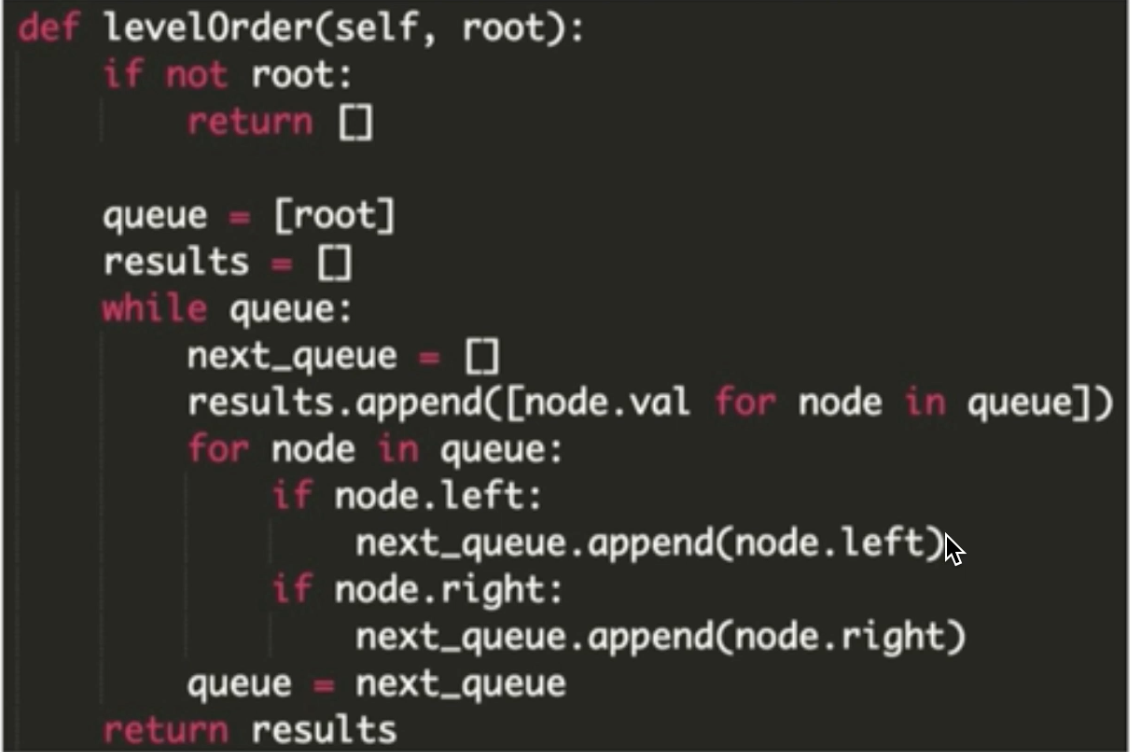 def levelOrder(self, root):
    if not root:
        return []

    queue = [root]
    results = []
    while queue:
        next_queue = []
        results.append([node.val for node in queue])
        for node in queue:
            if node.left:
                next_queue.append(node.left)
            if node.right:
                next_queue.append(node.right)
        queue = next_queue
    return results